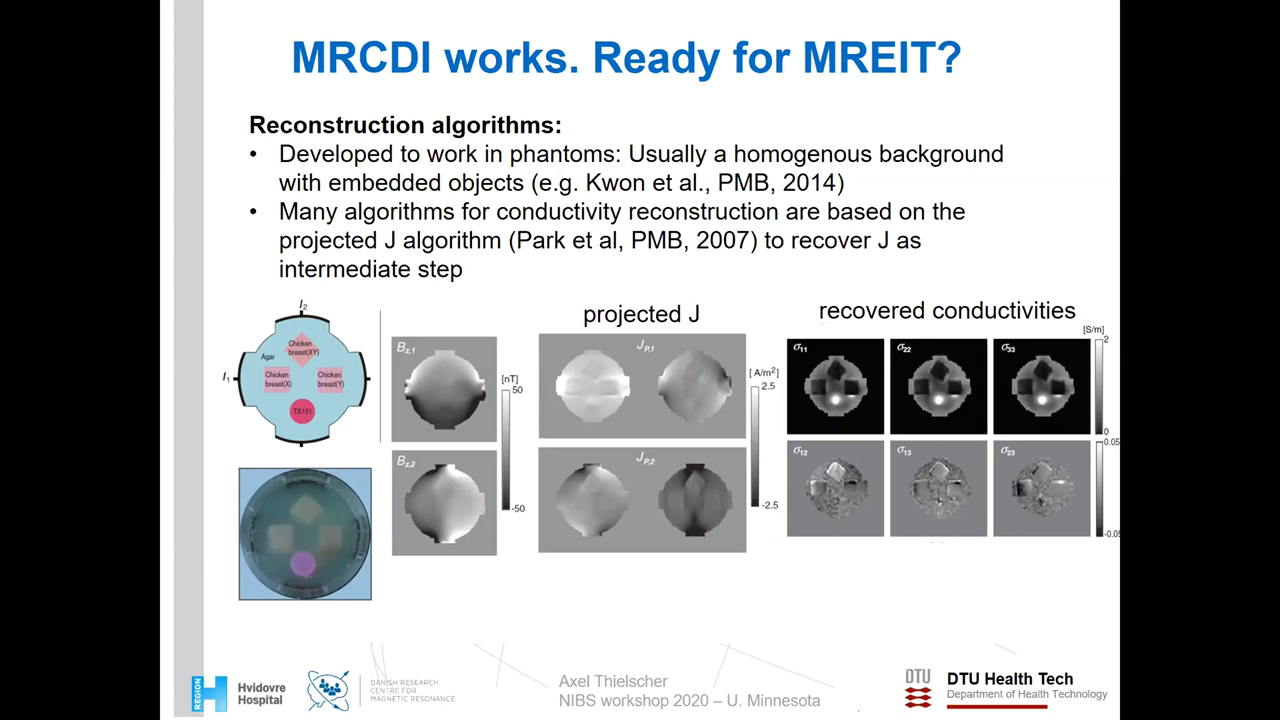 MRCDI works. Ready for MREIT?
Reconstruction algorithms:
• Developed to work in phantoms: Usually a homogenous background
with embedded objects (e.g. Kwon et al., PMB, 2014)
• Many algorithms for conductivity reconstruction are based on the
projected J algorithm (Park et al, PMB, 2007) to recover J as
intermediate step
I2
Chicken
breast(XY)
Agar
I1
Chicken
breast(X)
Chicken
breast(Y)
TX151
Bz,1
[nT]
50
Bz,2
-50
projected J
JP,1
[ A/m²]
2.5
JP,2
-2.5
recovered conductivities
[S/m]
2
σ11
σ22
σ33
0
0.05
σ12
σ13
σ23
-0.05
REGION
Hvidovre
Hospital
DANISH RESEARCH
CENTRE FOR
MAGNETIC RESONANCE
Axel Thielscher
NIBS workshop 2020 – U. Minnesota
DTU
DTU Health Tech
Department of Health Technology